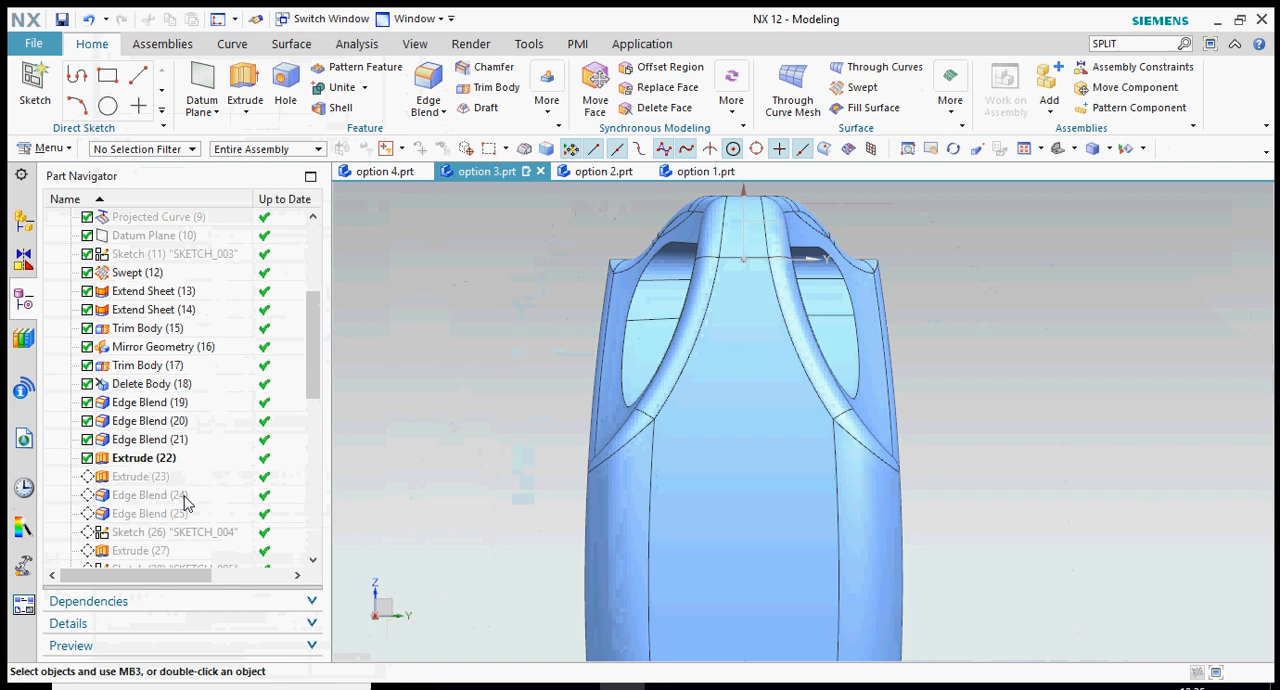 NX
Switch Window
Window
NX 12 - Modeling
SIEMENS
File
Home
Assemblies
Curve
Surface
Analysis
View
Render
Tools
PMI
Application
SPLIT
Sketch
Direct Sketch
Datum Plane
Extrude
Hole
Pattern Feature
Unite
Shell
Edge Blend
Chamfer
Trim Body
Draft
More
Feature
Move Face
Offset Region
Replace Face
Delete Face
More
Synchronous Modeling
Through Curve Mesh
Through Curves
Swept
Fill Surface
More
Surface
Work on Assembly
Add
Assembly Constraints
Move Component
Pattern Component
Assemblies
Menu
No Selection Filter
Entire Assembly
Part Navigator
option 4.prt
option 3.prt
option 2.prt
option 1.prt
Name
Up to Date
Projected Curve (9)
Datum Plane (10)
Sketch (11) "SKETCH_003"
Swept (12)
Extend Sheet (13)
Extend Sheet (14)
Trim Body (15)
Mirror Geometry (16)
Trim Body (17)
Delete Body (18)
Edge Blend (19)
Edge Blend (20)
Edge Blend (21)
Extrude (22)
Extrude (23)
Edge Blend (24)
Edge Blend (25)
Sketch (26) "SKETCH_004"
Extrude (27)
Dependencies
Details
Preview
Y
Z
Y
Select objects and use MB3, or double-click an object